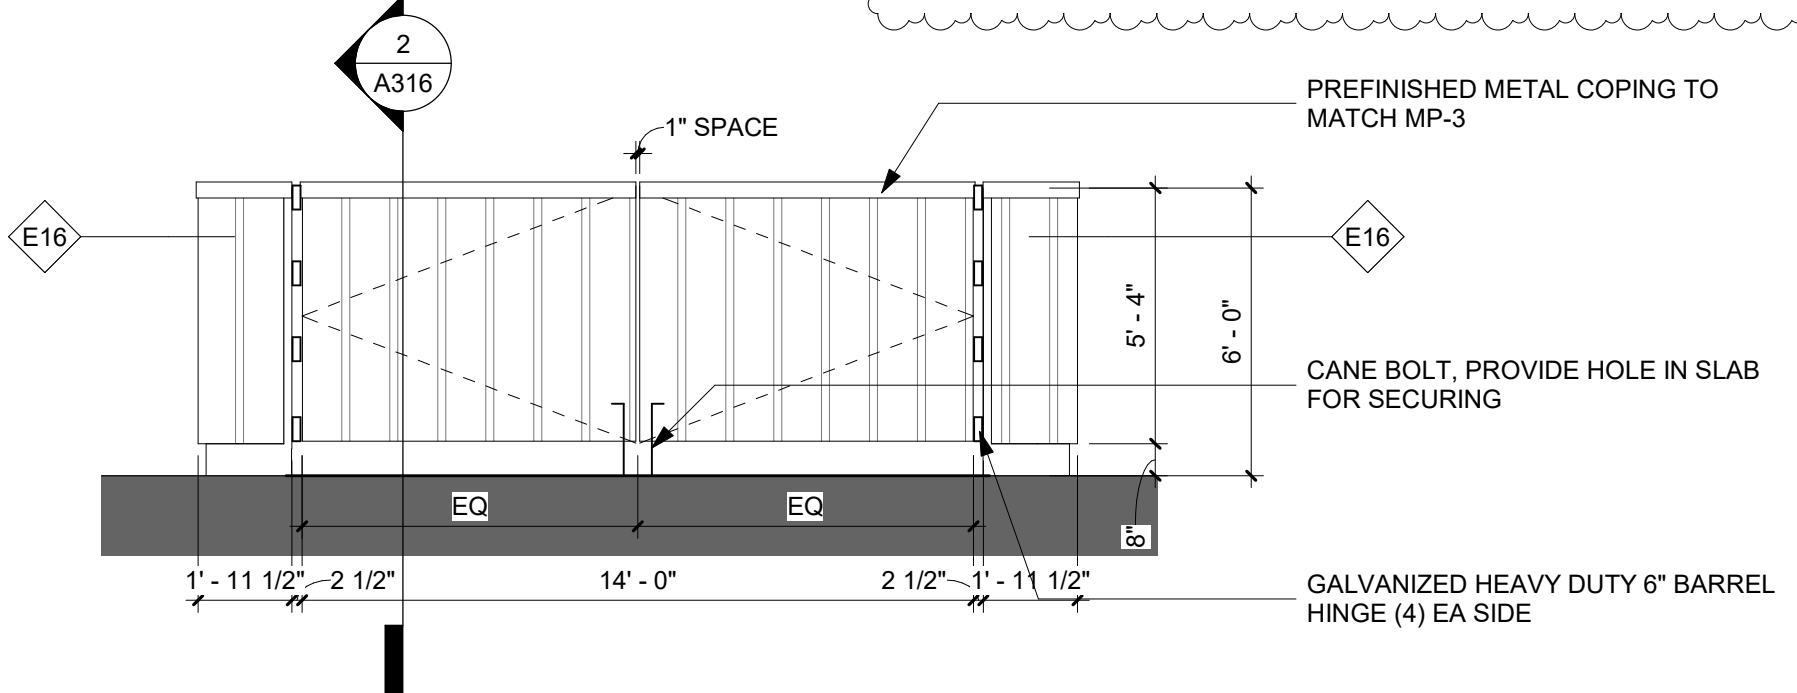 2
A316
1" SPACE
PREFINISHED METAL COPING TO
MATCH MP-3
E16
E16
5' - 4"
6' - 0"
CANE BOLT, PROVIDE HOLE IN SLAB
FOR SECURING
EQ
EQ
8"
1' - 11 1/2"
2 1/2"
14' - 0"
2 1/2"
1' - 11 1/2"
GALVANIZED HEAVY DUTY 6" BARREL
HINGE (4) EA SIDE